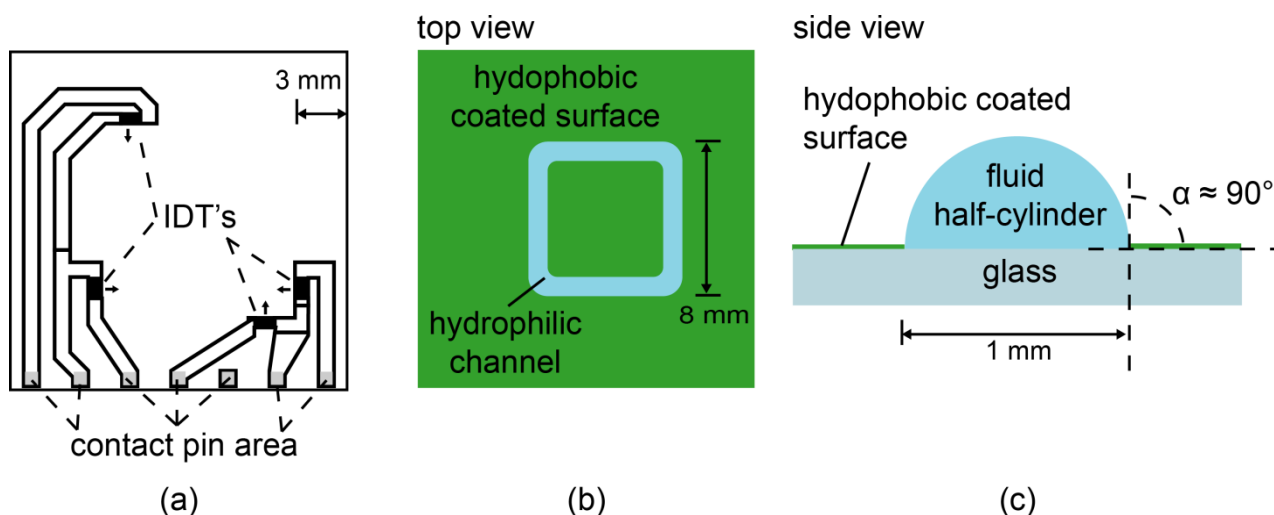 3 mm
IDT's
contact pin area
(a)
top view
hydophobic
coated surface
hydrophilic
channel
8 mm
(b)
side view
hydophobic coated
surface
fluid
half-cylinder
α ≈ 90°
glass
1 mm
(c)